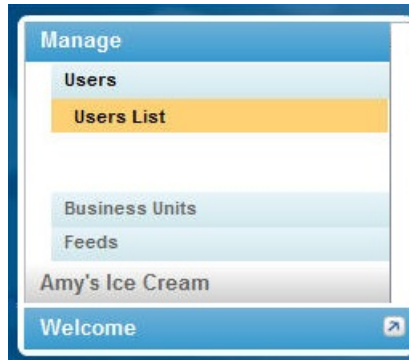 Manage
Users
Users List
Business Units
Feeds
Amy's Ice Cream
Welcome